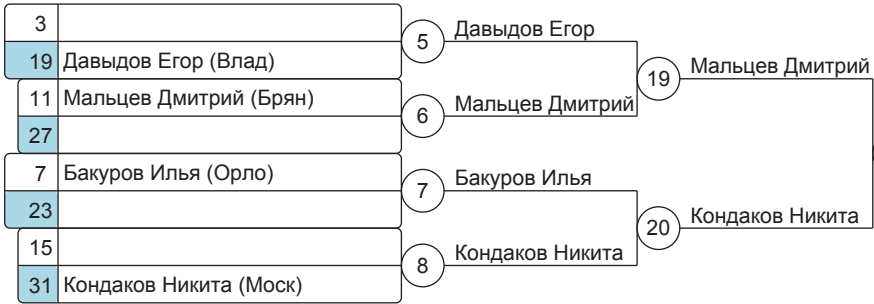 3
19 Давыдов Егор (Влад)
5 Давыдов Егор
11 Мальцев Дмитрий (Брян)
27
6 Мальцев Дмитрий
19 Мальцев Дмитрий
7 Бакуров Илья (Орло)
23
7 Бакуров Илья
15
31 Кондаков Никита (Моск)
8 Кондаков Никита
20 Кондаков Никита